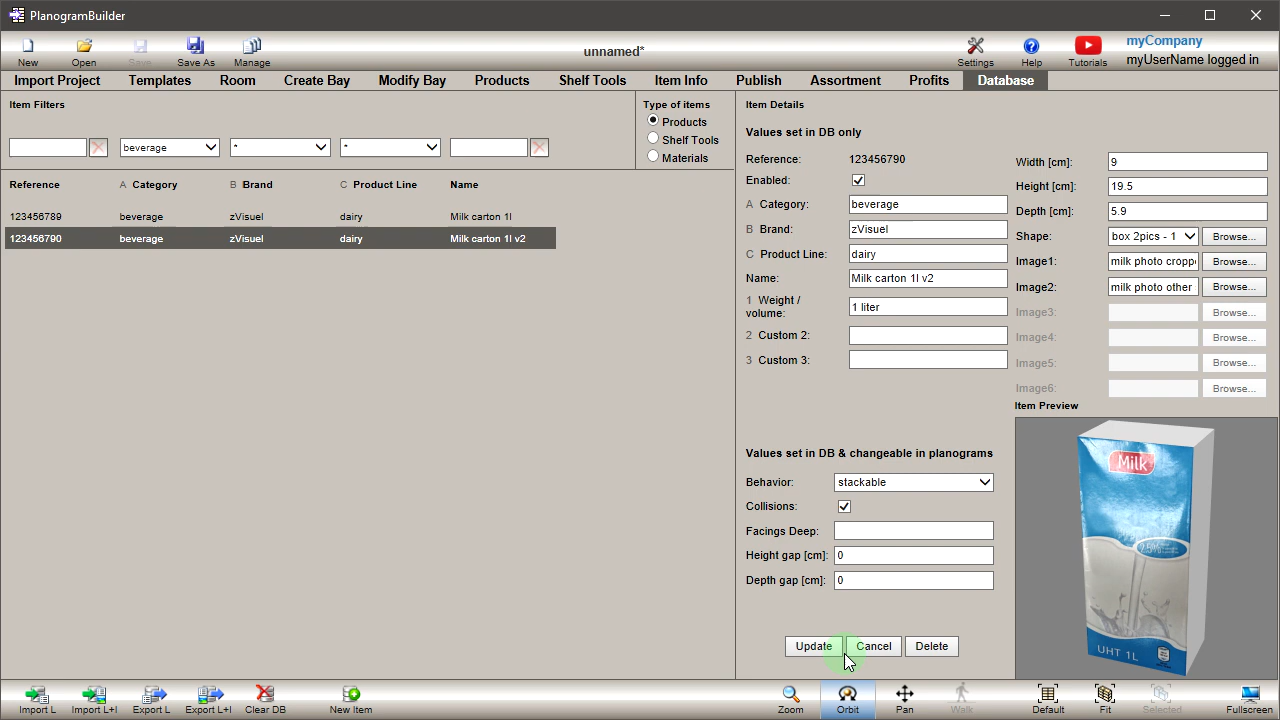 PlanogramBuilder
New Open Save Save As Manage
unnamed*
Settings Help Tutorials
myCompany
myUserName logged in
Import Project Templates Room Create Bay Modify Bay Products Shelf Tools Item Info Publish Assortment Profits Database
Item Filters
beverage * *
Type of items
Products
Shelf Tools
Materials
Reference A Category B Brand C Product Line Name
123456789 beverage zVisuel dairy Milk carton 1l
123456790 beverage zVisuel dairy Milk carton 1l v2
Item Details
Values set in DB only
Reference: 123456790
Enabled:
A Category: beverage
B Brand: zVisuel
C Product Line: dairy
Name: Milk carton 1l v2
1 Weight / volume: 1 liter
2 Custom 2:
3 Custom 3:
Width [cm]: 9
Height [cm]: 19.5
Depth [cm]: 5.9
Shape: box 2pics - 1 Browse...
Image1: milk photo cropp Browse...
Image2: milk photo other Browse...
Image3: Browse...
Image4: Browse...
Image5: Browse...
Image6: Browse...
Values set in DB & changeable in planograms
Behavior: stackable
Collisions:
Facings Deep:
Height gap [cm]: 0
Depth gap [cm]: 0
Update Cancel Delete
Item Preview
Milk
2.5%
UHT 1L
Import L Import L+I Export L Export L+I Clear DB New Item Zoom Orbit Pan Walk Default Fit Selected Fullscreen